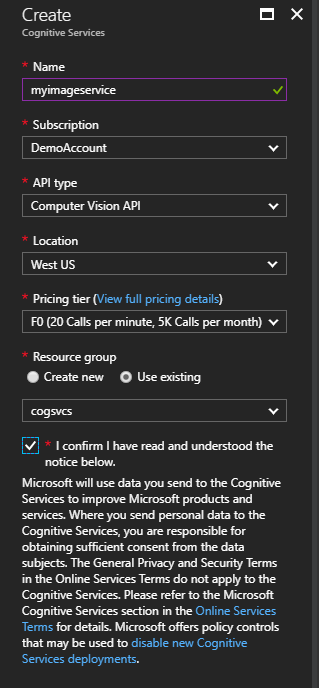 Create
Cognitive Services
* Name
myimageservice
* Subscription
DemoAccount
* API type
Computer Vision API
* Location
West US
* Pricing tier (View full pricing details)
F0 (20 Calls per minute, 5K Calls per month)
* Resource group
Create new Use existing
cogsvcs
* I confirm I have read and understood the
notice below.
Microsoft will use data you send to the Cognitive
Services to improve Microsoft products and
services. Where you send personal data to the
Cognitive Services, you are responsible for
obtaining sufficient consent from the data
subjects. The General Privacy and Security Terms
in the Online Services Terms do not apply to the
Cognitive Services. Please refer to the Microsoft
Cognitive Services section in the Online Services
Terms for details. Microsoft offers policy controls
that may be used to disable new Cognitive
Services deployments.